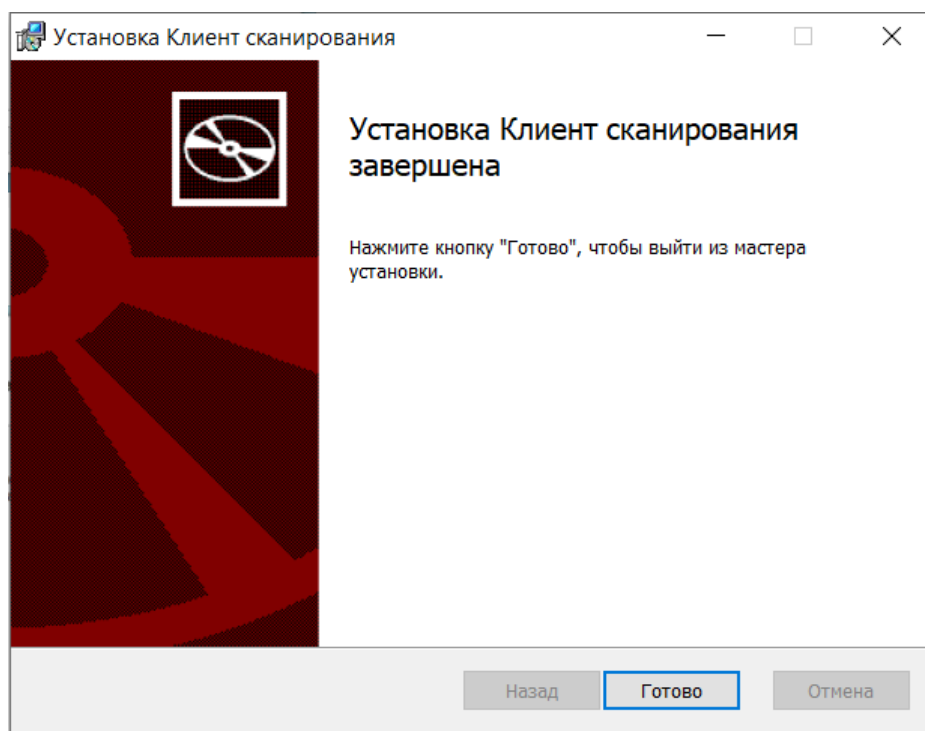 Установка Клиент сканирования
Установка Клиент сканирования
завершена
Нажмите кнопку "Готово", чтобы выйти из мастера
установки.
Назад
Готово
Отмена